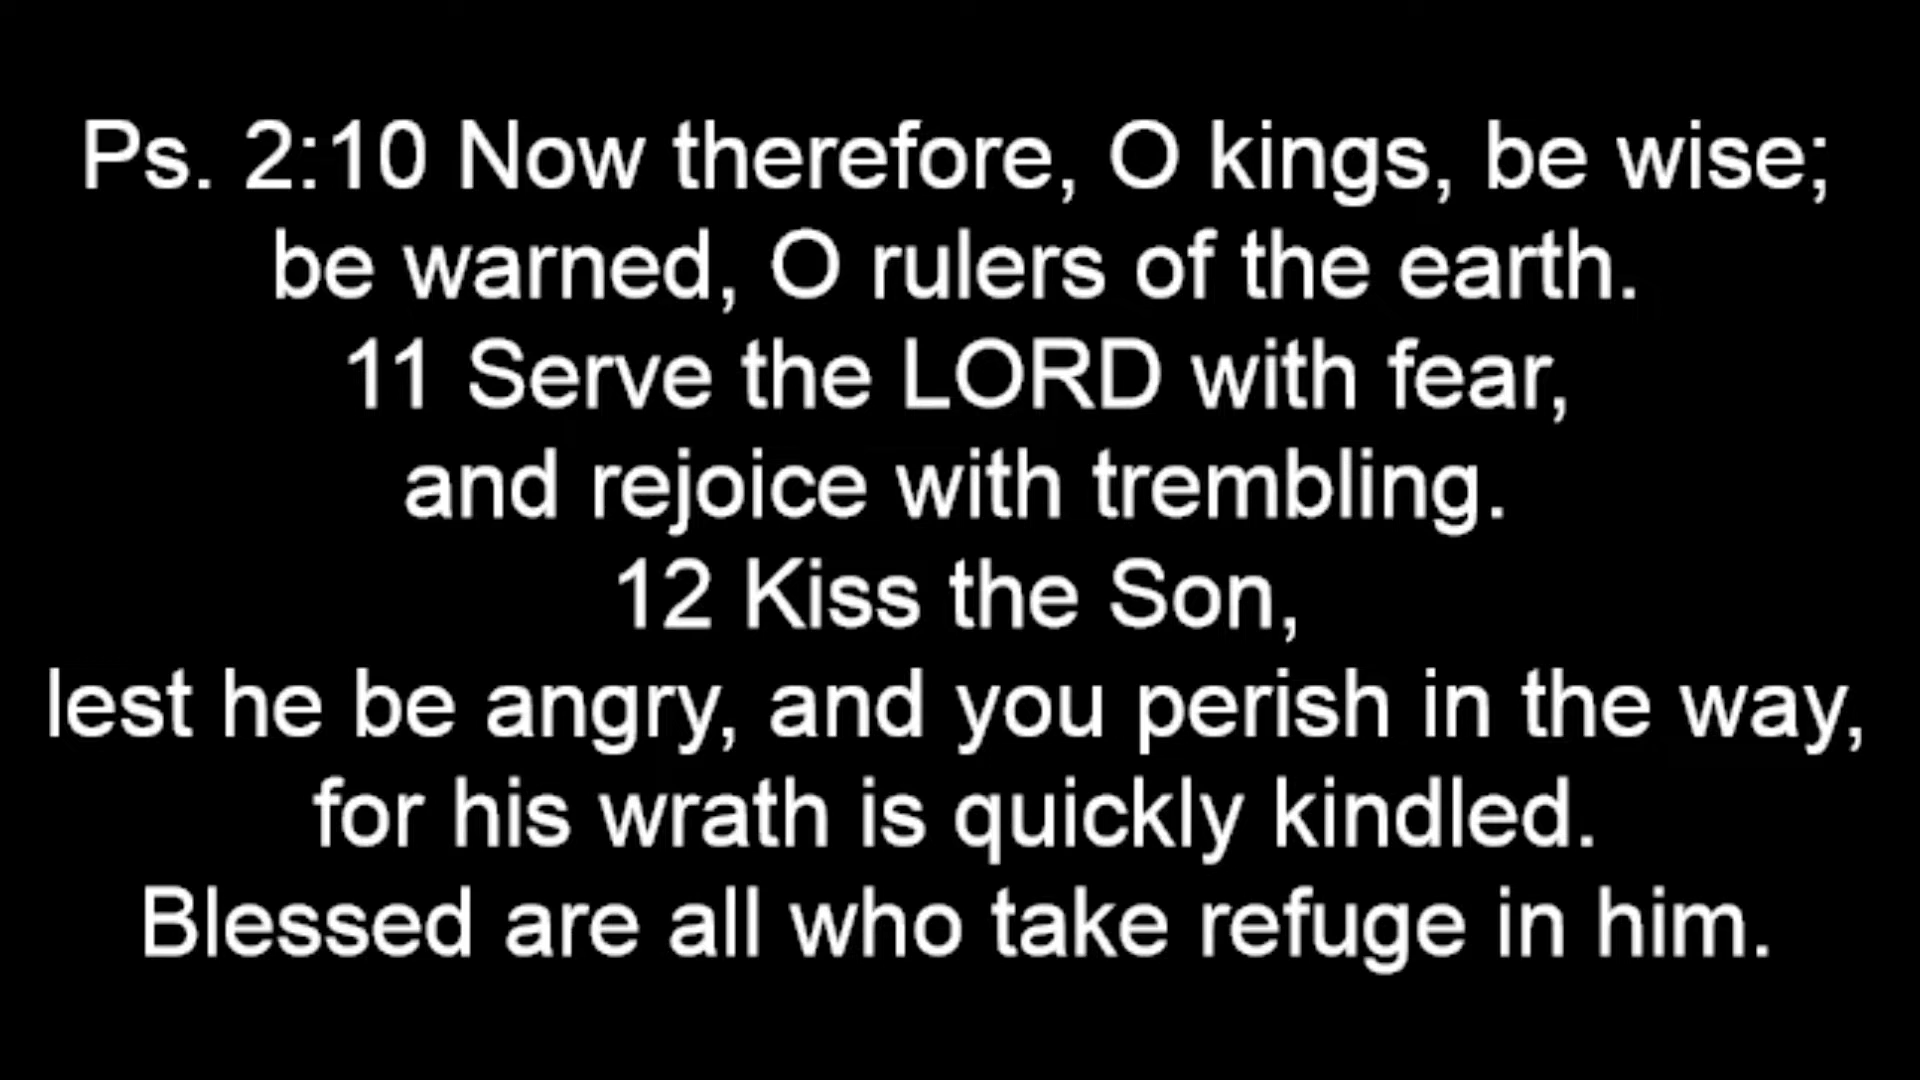 Ps. 2:10 Now therefore, O kings, be wise;
be warned, O rulers of the earth.
11 Serve the LORD with fear,
and rejoice with trembling.
12 Kiss the Son,
lest he be angry, and you perish in the way,
for his wrath is quickly kindled.
Blessed are all who take refuge in him.